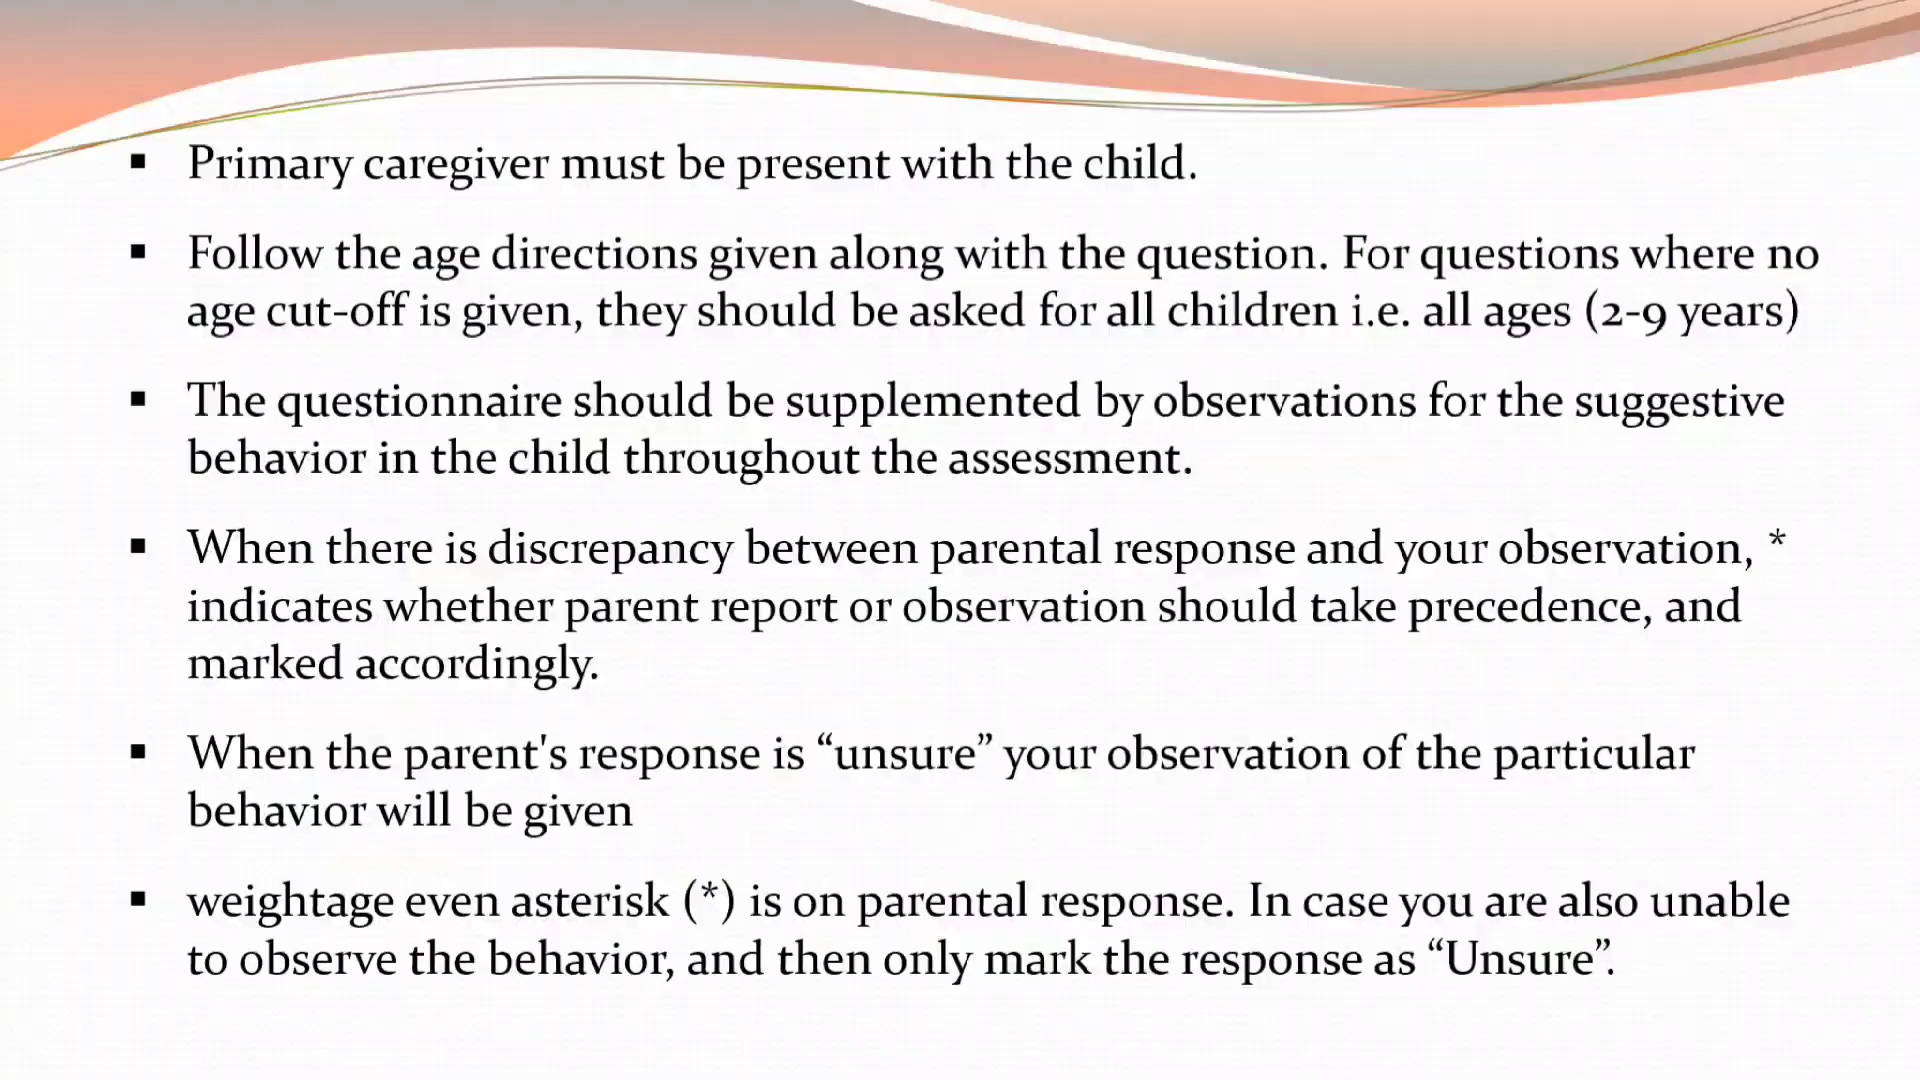 ▪ Primary caregiver must be present with the child.
▪ Follow the age directions given along with the question. For questions where no
age cut-off is given, they should be asked for all children i.e. all ages (2-9 years)
▪ The questionnaire should be supplemented by observations for the suggestive
behavior in the child throughout the assessment.
▪ When there is discrepancy between parental response and your observation, *
indicates whether parent report or observation should take precedence, and
marked accordingly.
▪ When the parent's response is “unsure” your observation of the particular
behavior will be given
▪ weightage even asterisk (*) is on parental response. In case you are also unable
to observe the behavior, and then only mark the response as “Unsure”.